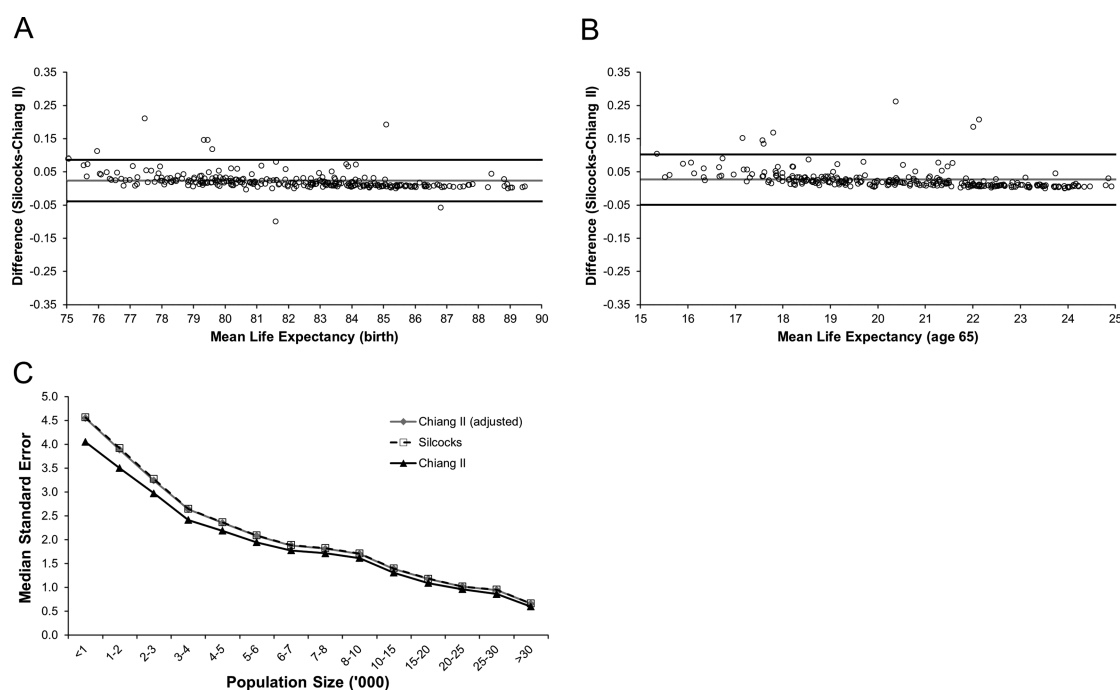 A
Difference (Silcocks-Chiang II)
0.35
0.25
0.15
0.05
-0.05
-0.15
-0.25
-0.35
75 76 77 78 79 80 81 82 83 84 85 86 87 88 89 90
Mean Life Expectancy (birth)
B
Difference (Silcocks-Chiang II)
0.35
0.25
0.15
0.05
-0.05
-0.15
-0.25
-0.35
15 16 17 18 19 20 21 22 23 24 25
Mean Life Expectancy (age 65)
C
Median Standard Error
5.0
4.5
4.0
3.5
3.0
2.5
2.0
1.5
1.0
0.5
0.0
Chiang II (adjusted)
Silcocks
Chiang II
<1 1-2 2-3 3-4 4-5 5-6 6-7 7-8 8-10 10-15 15-20 20-25 25-30 >30
Population Size ('000)